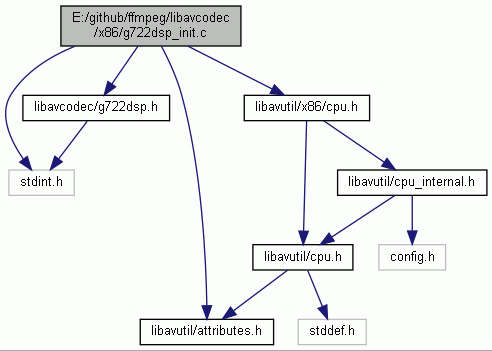 E:/github/ffmpeg/libavcodec
/x86/g722dsp_init.c
libavcodec/g722dsp.h
libavutil/x86/cpu.h
stdint.h
libavutil/cpu_internal.h
libavutil/cpu.h
config.h
libavutil/attributes.h
stddef.h